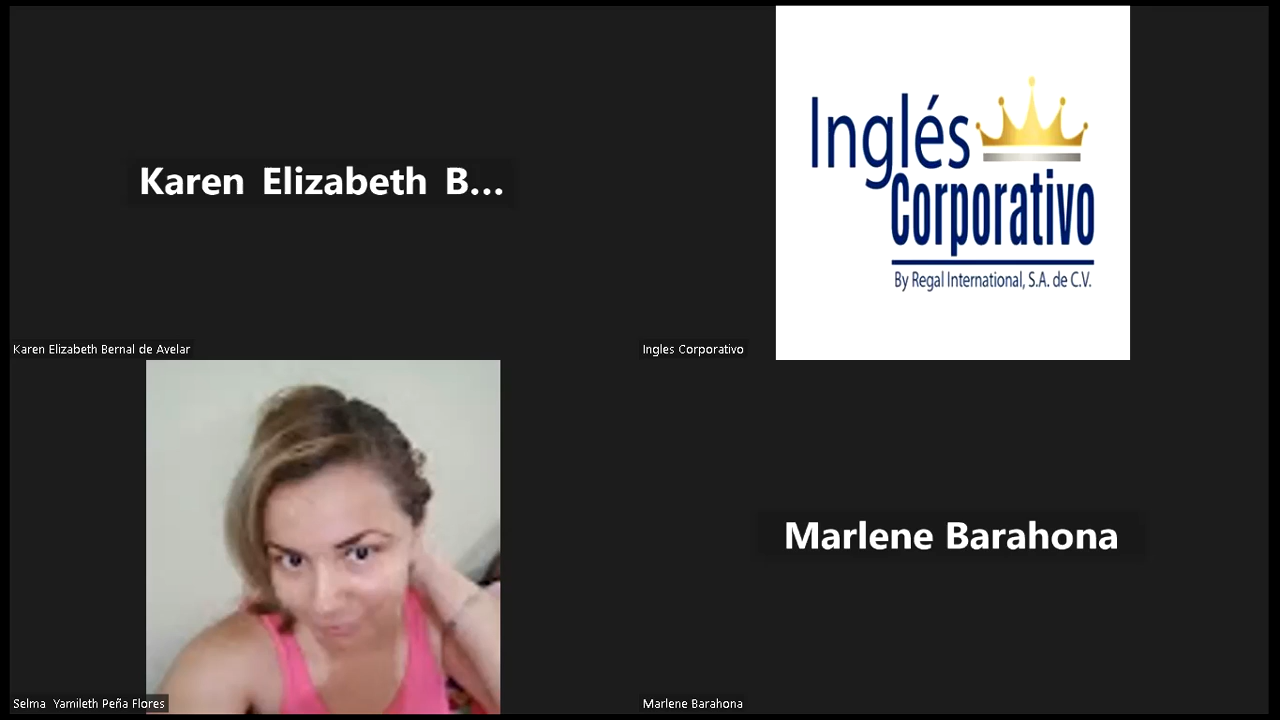 Karen Elizabeth B...
Karen Elizabeth Bernal de Avelar
Inglés
Corporativo
By Regal International, S.A. de C.V.
Ingles Corporativo
Selma Yamileth Peña Flores
Marlene Barahona
Marlene Barahona